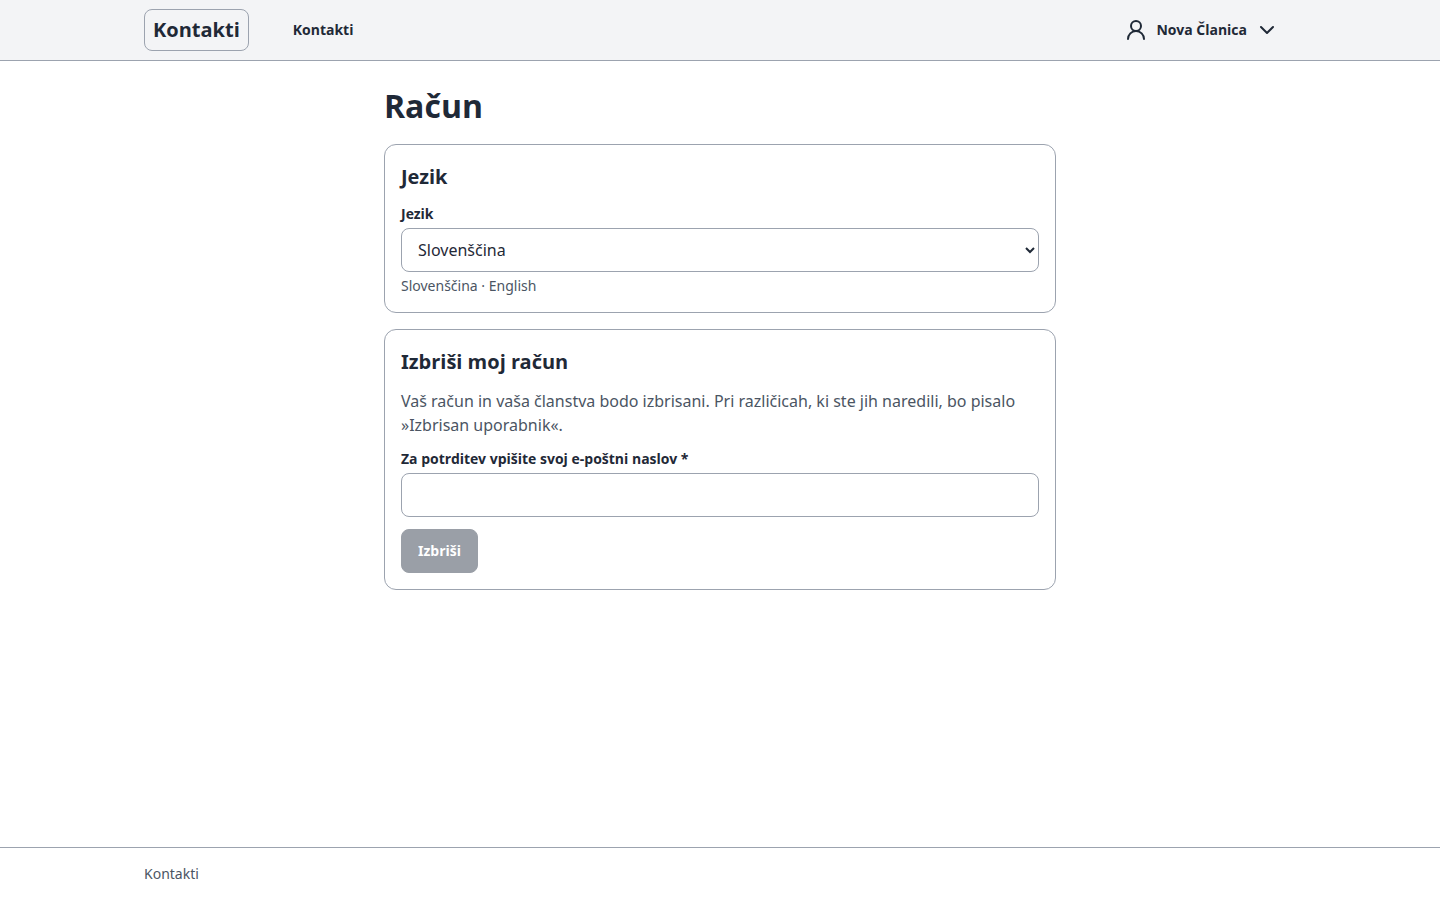 Kontakti
Kontakti
Nova Članica
Račun
Jezik
Jezik
Slovenščina
Slovenščina · English
Izbriši moj račun
Vaš račun in vaša članstva bodo izbrisani. Pri različicah, ki ste jih naredili, bo pisalo
»Izbrisan uporabnik«.
Za potrditev vpišite svoj e-poštni naslov *
Izbriši
Kontakti